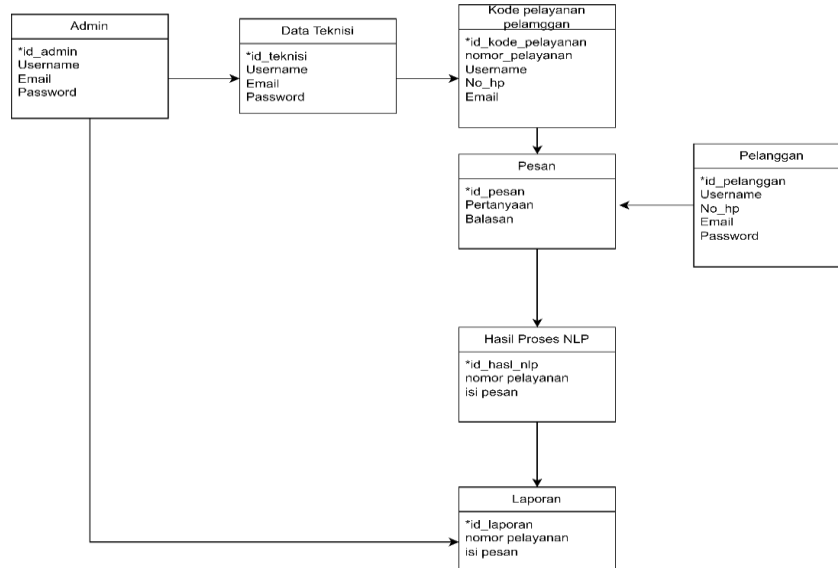 Admin
*id_admin
Username
Email
Password
Data Teknisi
*id_teknisi
Username
Email
Password
Kode pelayanan
pelamggan
*id_kode_pelayanan
nomor_pelayanan
Username
No_hp
Email
Pesan
*id_pesan
Pertanyaan
Balasan
Pelanggan
*id_pelanggan
Username
No_hp
Email
Password
Hasil Proses NLP
*id_hasl_nlp
nomor pelayanan
isi pesan
Laporan
*id_laporan
nomor pelayanan
isi pesan